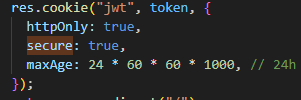 res.cookie("jwt", token, {
httpOnly: true,
secure: true,
maxAge: 24 * 60 * 60 * 1000, // 24h
});